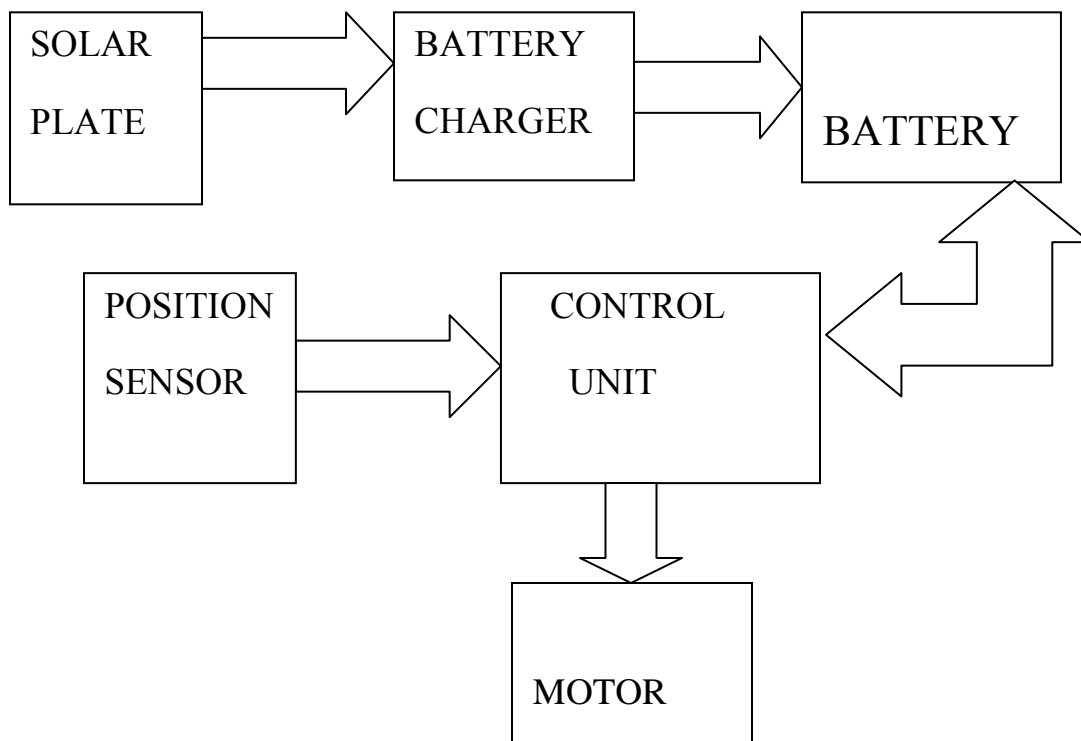 SOLAR
PLATE
BATTERY
CHARGER
BATTERY
POSITION
SENSOR
CONTROL
UNIT
MOTOR